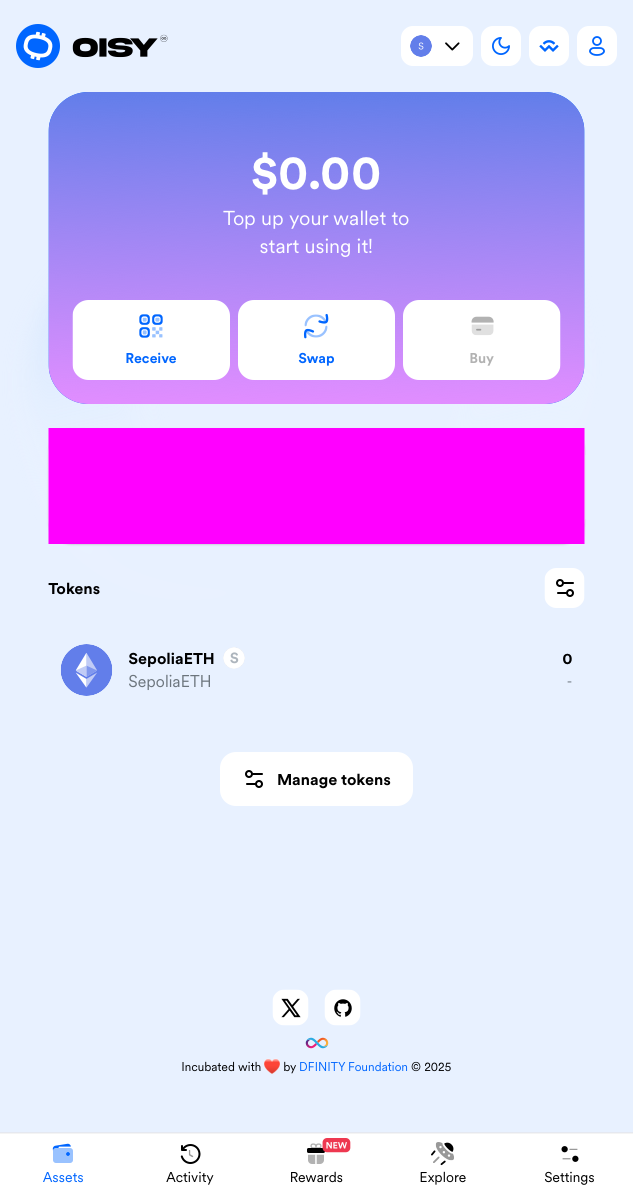 OISY
S
$0.00
Top up your wallet to
start using it!
Receive
Swap
Buy
Tokens
SepoliaETH S
0
SepoliaETH
-
Manage tokens
Incubated with ❤️ by DFINITY Foundation © 2025
NEW
Assets
Activity
Rewards
Explore
Settings